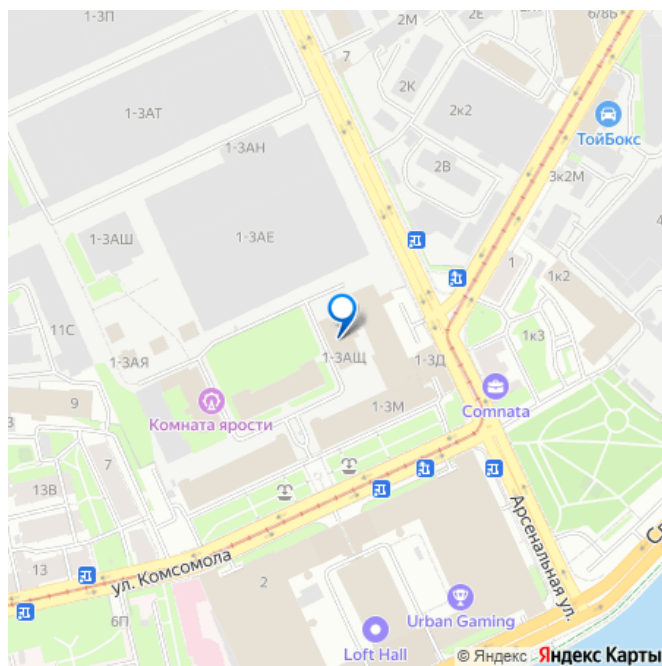 1-3П
2М
2Е
6/8Б
7
2К
1-3АТ
2к2
ТойБокс
1-3АН
2В
3к2М
1-3АШ
1-3АЕ
1
1к2
11С
1-3АЯ
1-3АЩ
1-3Д
1к3
9
Комната ярости
1-3М
Comnata
3
7
13В
Арсенальная ул.
С
13
ул. Комсомола
2
6П
Urban Gaming
Loft Hall
© Яндекс Яндекс Карты